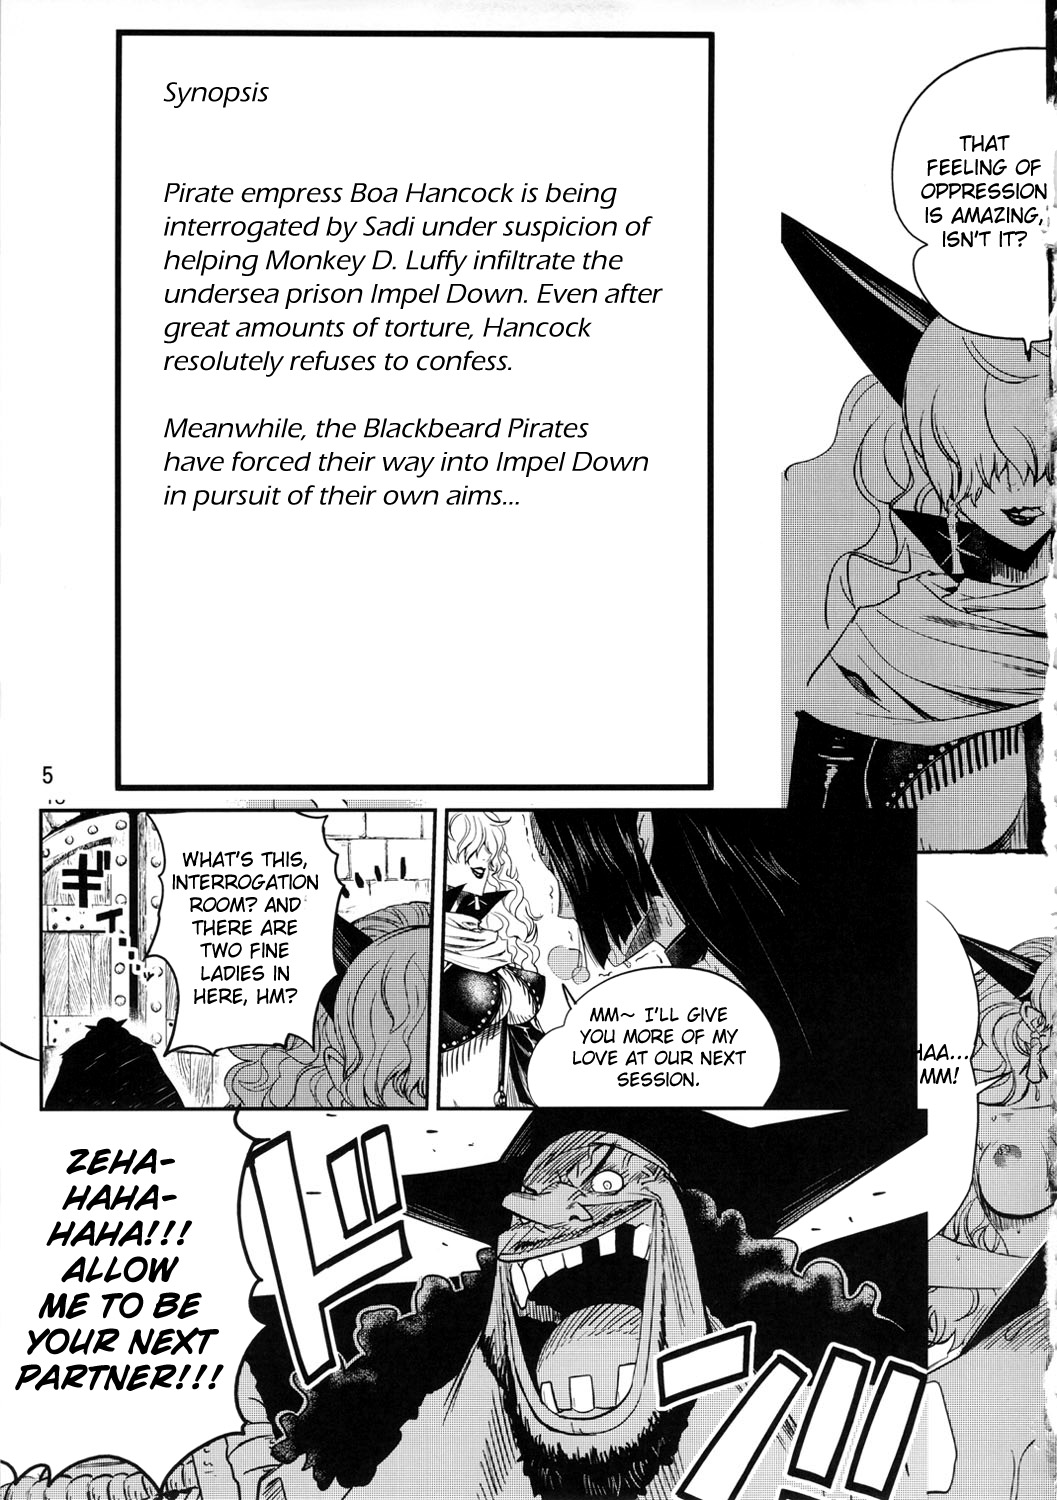 Synopsis
Pirate empress Boa Hancock is being
interrogated by Sadi under suspicion of
helping Monkey D. Luffy infiltrate the
undersea prison Impel Down. Even after
great amounts of torture, Hancock
resolutely refuses to confess.
Meanwhile, the Blackbeard Pirates
have forced their way into Impel Down
in pursuit of their own aims...
THAT
FEELING OF
OPPRESSION
IS AMAZING,
ISN'T IT?
5
MM~ I'LL GIVE
YOU MORE OF MY
LOVE AT OUR NEXT
SESSION.
HAA...
MM!
ギ
イ
WHAT'S THIS,
INTERROGATION
ROOM? AND
THERE ARE
TWO FINE
LADIES IN
HERE, HM?
ZEHA-
HAHA-
HAHA!!!
ALLOW
ME TO BE
YOUR NEXT
PARTNER!!!
ドン